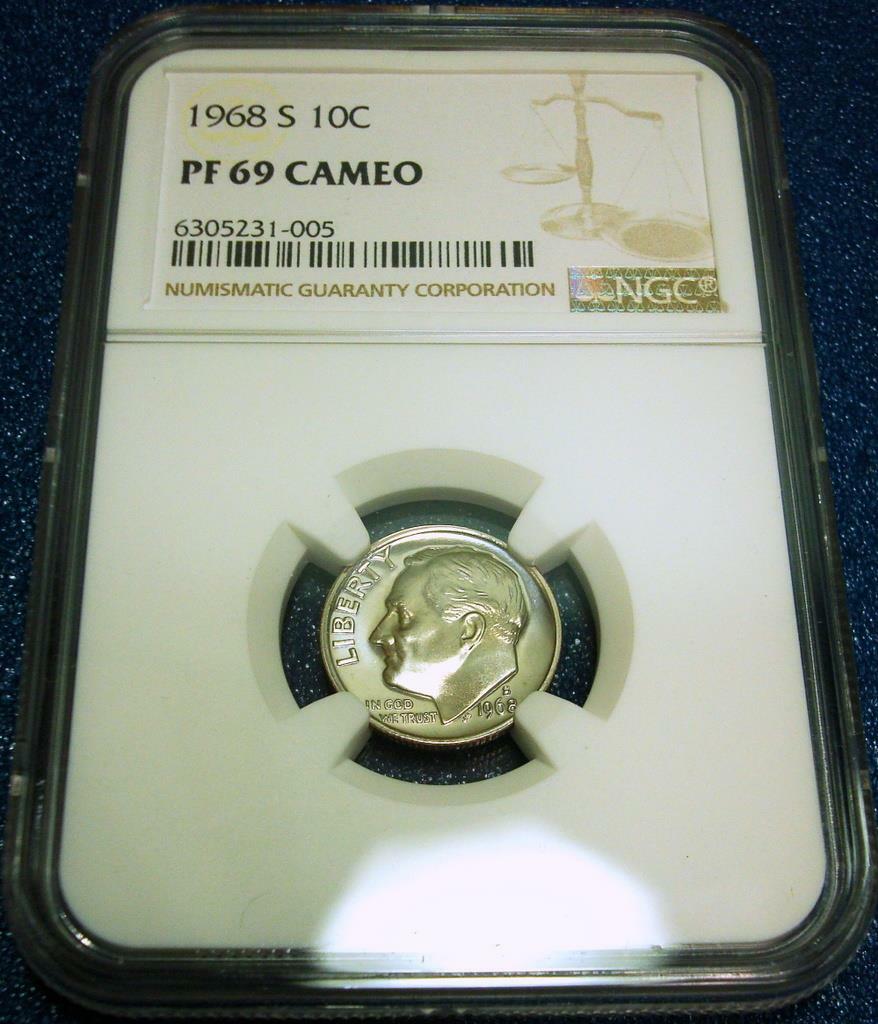 1968 S 10C
PF 69 CAMEO
6305231-005
NUMISMATIC GUARANTY CORPORATION
NGC®
LIBERTY
IN GOD
WE TRUST
S
1968